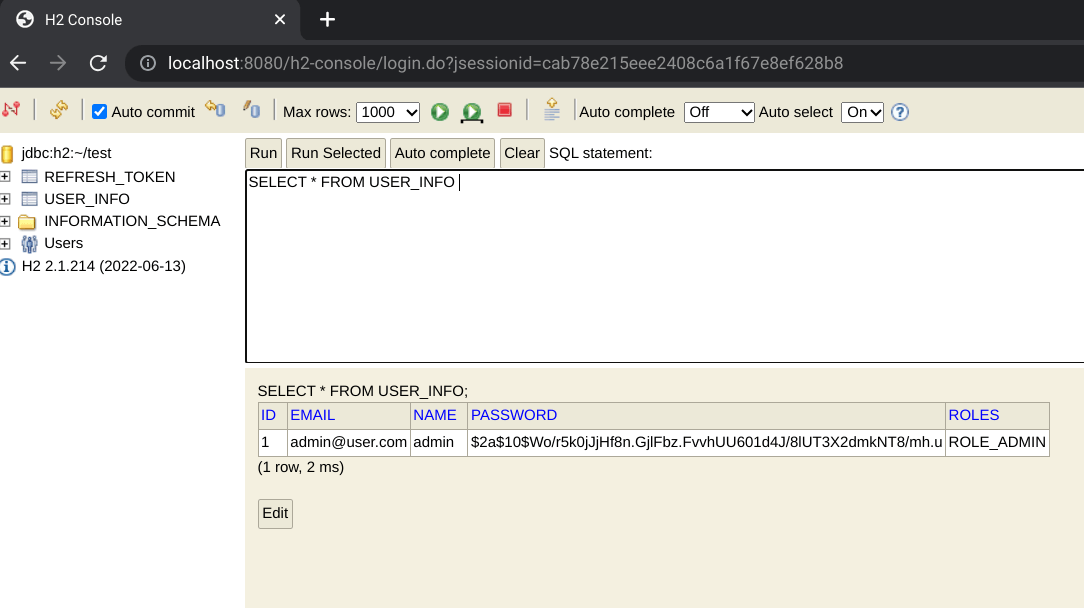 H2 Console
localhost:8080/h2-console/login.do?jsessionid=cab78e215eee2408c6a1f67e8ef628b8
Auto commit Max rows: 1000 Auto complete Off Auto select On ?
jdbc:h2:~/test
REFRESH_TOKEN
USER_INFO
INFORMATION_SCHEMA
Users
H2 2.1.214 (2022-06-13)
Run Run Selected Auto complete Clear SQL statement:
SELECT * FROM USER_INFO
SELECT * FROM USER_INFO;
ID EMAIL NAME PASSWORD ROLES
1 admin@user.com admin $2a$10$Wo/r5k0jJjHf8n.GjlFbz.FvvhUU601d4J/8lUT3X2dmkNT8/mh.u ROLE_ADMIN
(1 row, 2 ms)
Edit